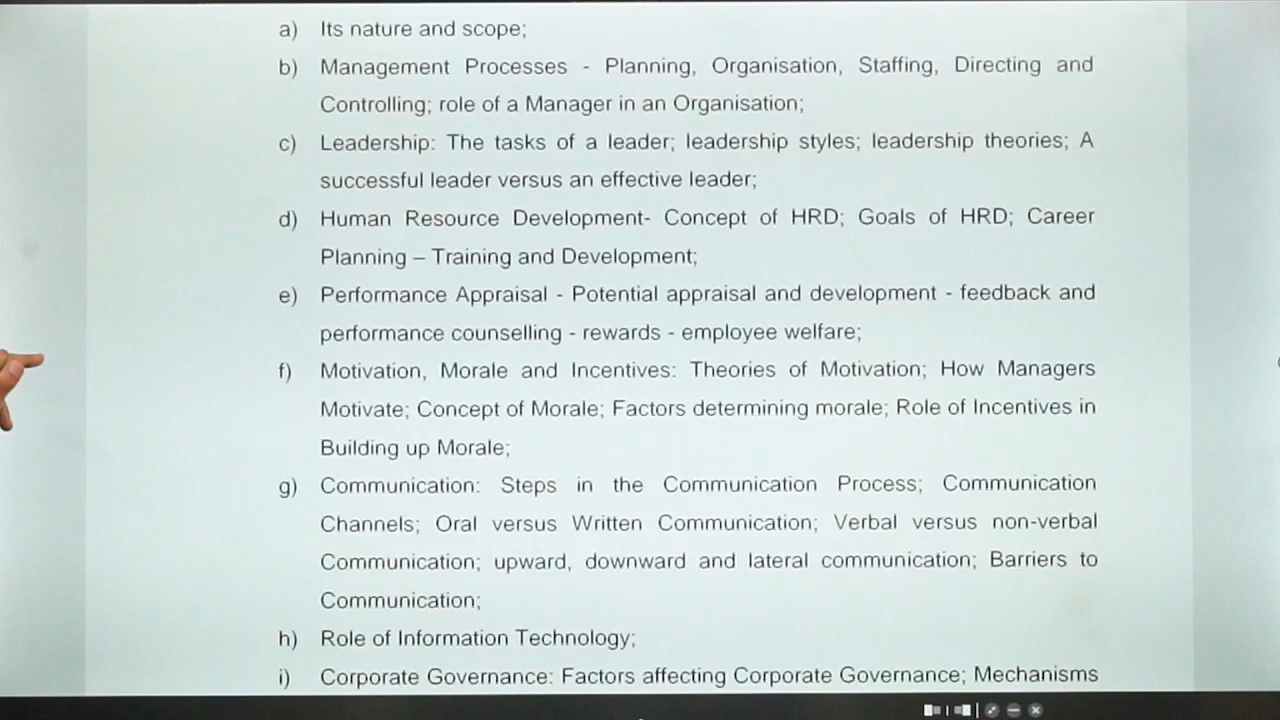 a) Its nature and scope;
b) Management Processes - Planning, Organisation, Staffing, Directing and
Controlling; role of a Manager in an Organisation;
c) Leadership: The tasks of a leader; leadership styles; leadership theories; A
successful leader versus an effective leader;
d) Human Resource Development- Concept of HRD; Goals of HRD; Career
Planning – Training and Development;
e) Performance Appraisal - Potential appraisal and development - feedback and
performance counselling - rewards - employee welfare;
f) Motivation, Morale and Incentives: Theories of Motivation; How Managers
Motivate; Concept of Morale; Factors determining morale; Role of Incentives in
Building up Morale;
g) Communication: Steps in the Communication Process; Communication
Channels; Oral versus Written Communication; Verbal versus non-verbal
Communication; upward, downward and lateral communication; Barriers to
Communication;
h) Role of Information Technology;
i) Corporate Governance: Factors affecting Corporate Governance; Mechanisms